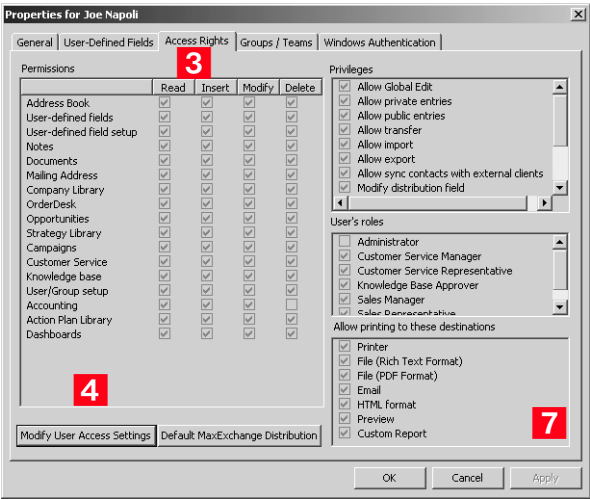 Properties for Joe Napoli
General
User-Defined Fields
Access Rights
Groups / Teams
Windows Authentication
3
Permissions
Read Insert Modify Delete
Address Book
User-defined fields
User-defined field setup
Notes
Documents
Mailing Address
Company Library
OrderDesk
Opportunities
Strategy Library
Campaigns
Customer Service
Knowledge base
User/Group setup
Accounting
Action Plan Library
Dashboards
4
Modify User Access Settings
Default MaxExchange Distribution
Privileges
Allow Global Edit
Allow private entries
Allow public entries
Allow transfer
Allow import
Allow export
Allow sync contacts with external clients
Modify distribution field
User's roles
Administrator
Customer Service Manager
Customer Service Representative
Knowledge Base Approver
Sales Manager
Sales Representative
Allow printing to these destinations
Printer
File (Rich Text Format)
File (PDF Format)
Email
HTML format
Preview
Custom Report
7
OK
Cancel
Apply